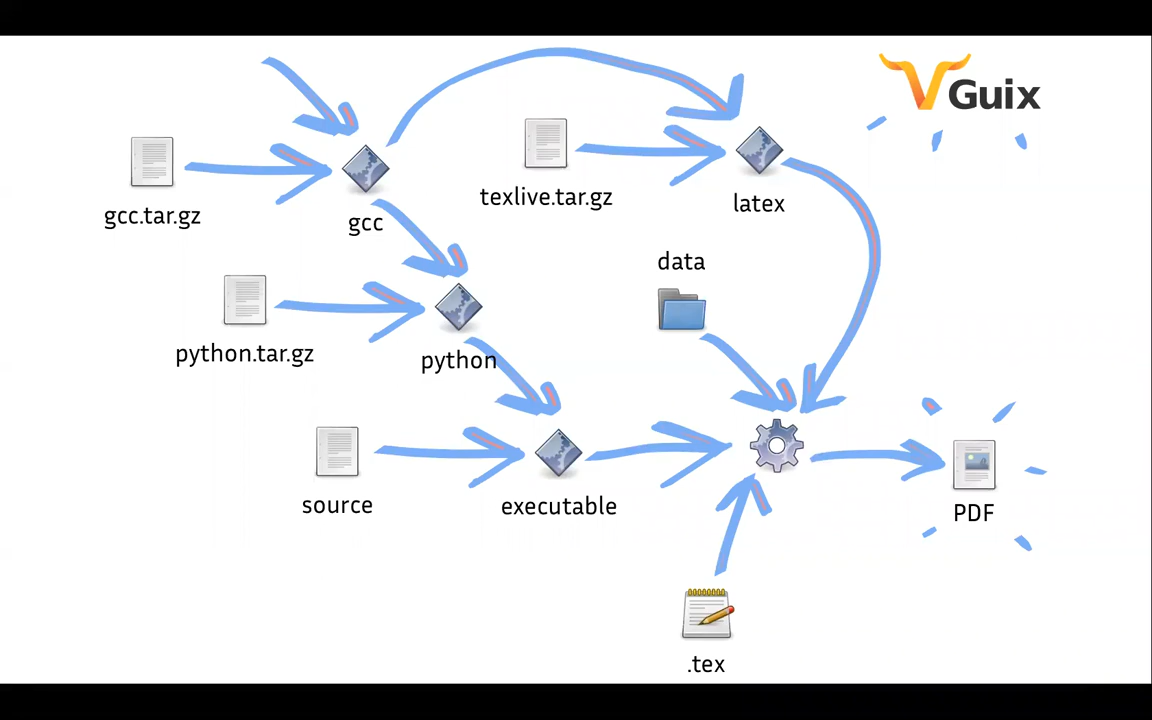 Guix
gcc.tar.gz
gcc
texlive.tar.gz
latex
data
python.tar.gz
python
source
executable
PDF
.tex